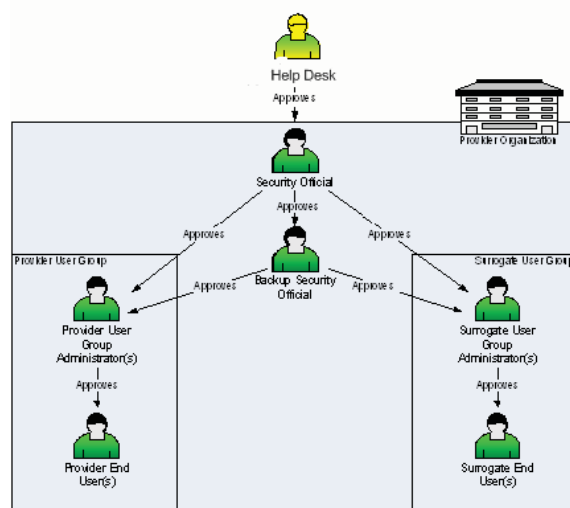 Help Desk
Approves
Provider Organization
Security Official
Approves
Approves
Approves
Provider User Group
Surrogate User Group
Backup Security
Official
Approves
Approves
Provider User
Group
Administrator(s)
Surrogate User
Group
Administrator(s)
Approves
Approves
Provider End
User(s)
Surrogate End
User(s)